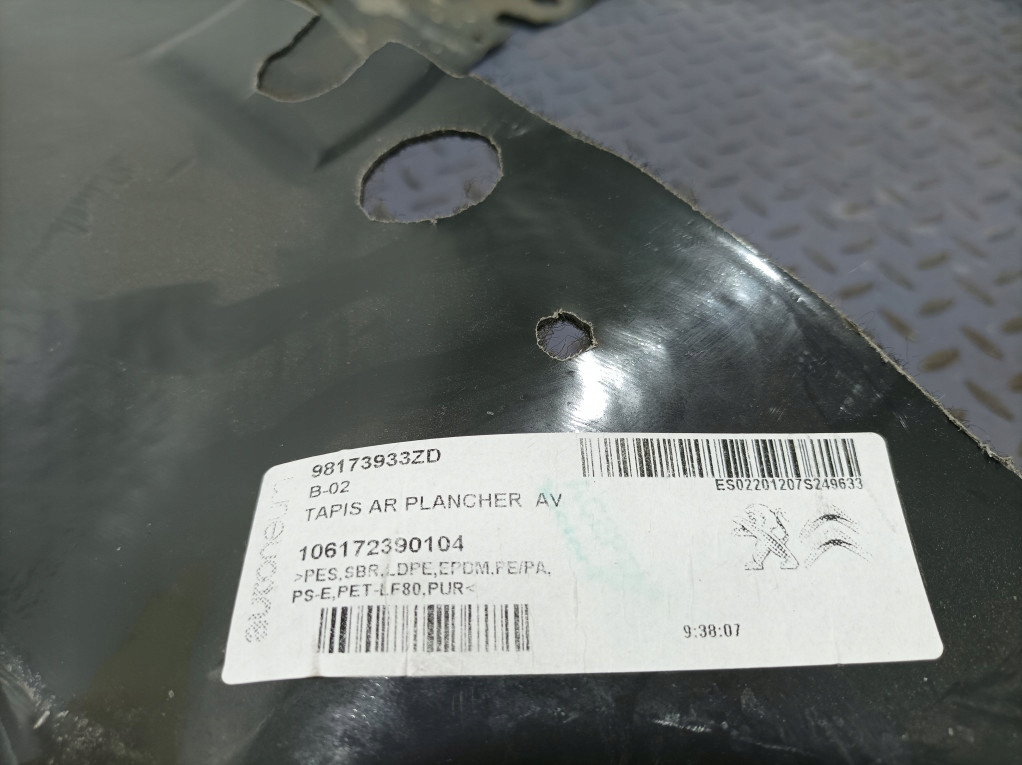 98173933ZD
B-02
TAPIS AR PLANCHER AV
106172390104
>PES,SBR,LDPE,EPDM,PE/PA,
PS-E,PET-LF80,PUR<
ES02201207S249633
9:38:07